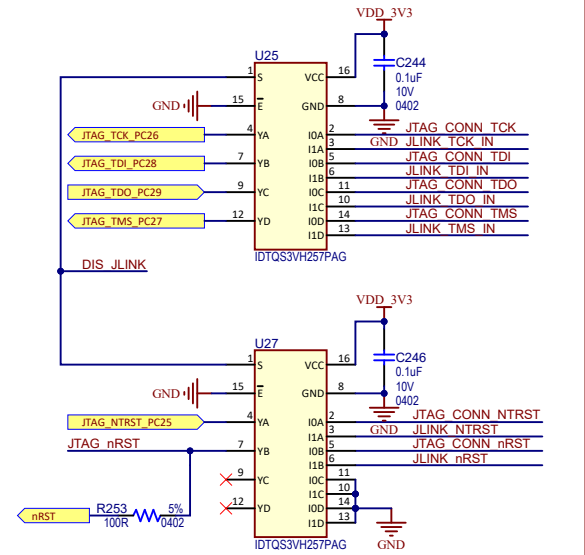 VDD_3V3
U25
C244
0.1uF
10V
0402
1 S VCC 16
GND 15 E GND 8
GND
JTAG_TCK_PC26 4 YA I0A 2 JTAG_CONN_TCK
I1A 3 JLINK_TCK_IN
JTAG_TDI_PC28 7 YB I0B 5 JTAG_CONN_TDI
I1B 6 JLINK_TDI_IN
JTAG_TDO_PC29 9 YC I0C 11 JTAG_CONN_TDO
I1C 10 JLINK_TDO_IN
JTAG_TMS_PC27 12 YD I0D 14 JTAG_CONN_TMS
I1D 13 JLINK_TMS_IN
IDTQS3VH257PAG
DIS_JLINK
VDD_3V3
U27
C246
0.1uF
10V
0402
1 S VCC 16
GND 15 E GND 8
GND
JTAG_NTRST_PC25 4 YA I0A 2 JTAG_CONN_NTRST
I1A 3 JLINK_NTRST
JTAG_nRST 7 YB I0B 5 JTAG_CONN_nRST
I1B 6 JLINK_nRST
9 YC I0C 11
I1C 10
12 YD I0D 14
I1D 13
nRST R253 5%
100R 0402
IDTQS3VH257PAG
GND